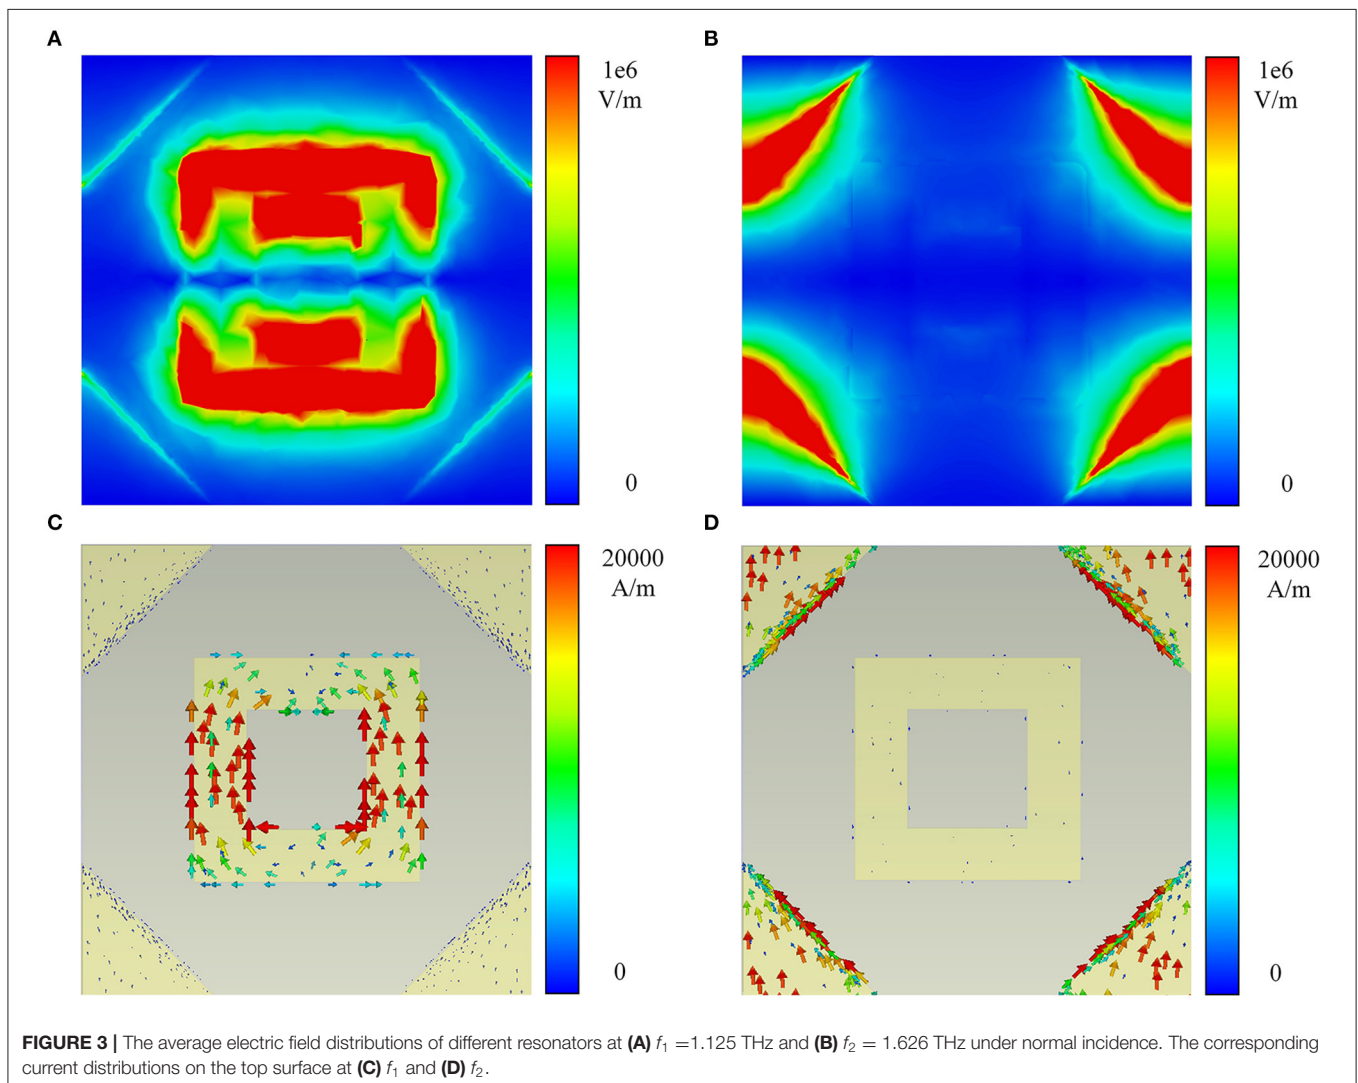 A
1e6
V/m
0
B
1e6
V/m
0
C
20000
A/m
0
D
20000
A/m
0
FIGURE 3 | The average electric field distributions of different resonators at (A) f₁ =1.125 THz and (B) f₂ = 1.626 THz under normal incidence. The corresponding
current distributions on the top surface at (C) f₁ and (D) f₂.